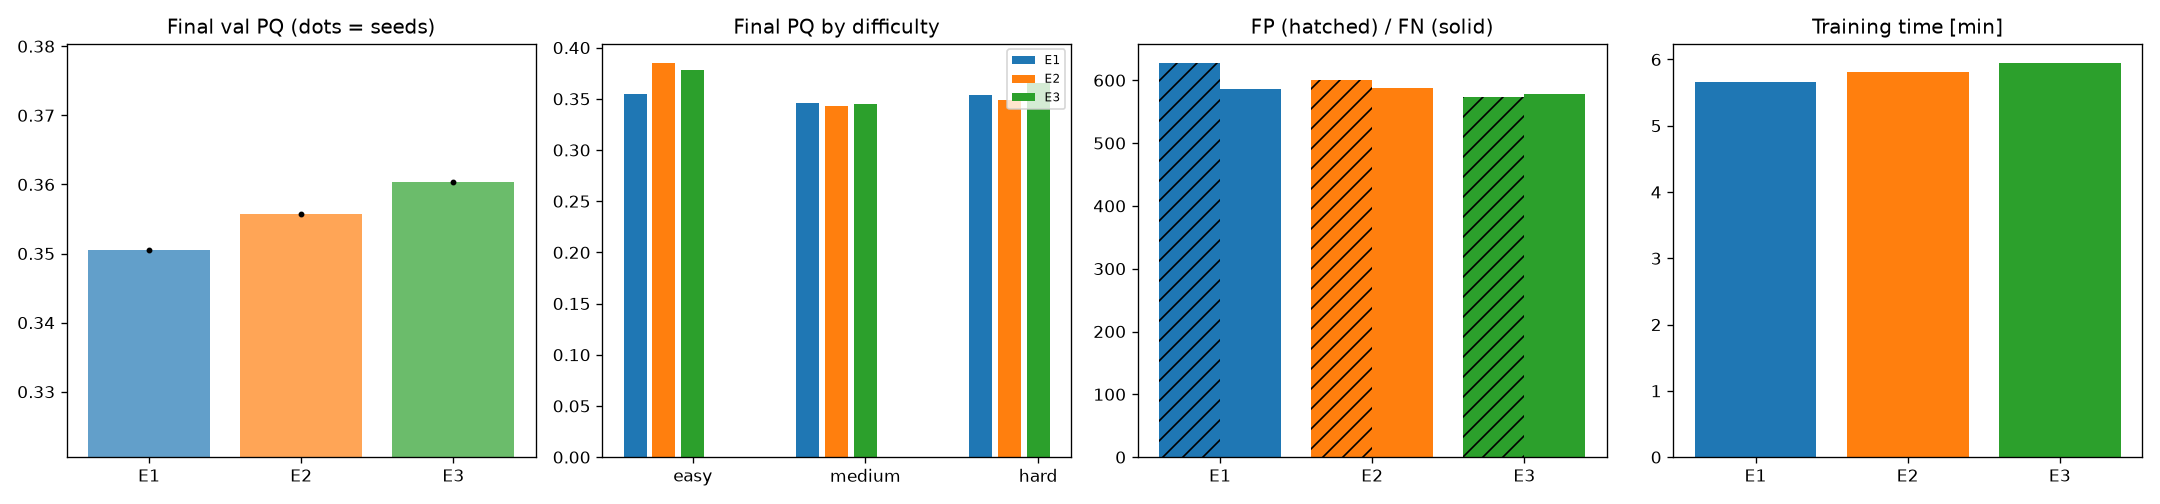 Final val PQ (dots = seeds)
0.38
0.37
0.36
0.35
0.34
0.33
E1 E2 E3
Final PQ by difficulty
0.40
0.35
0.30
0.25
0.20
0.15
0.10
0.05
0.00
E1
E2
E3
easy medium hard
FP (hatched) / FN (solid)
600
500
400
300
200
100
0
E1 E2 E3
Training time [min]
6
5
4
3
2
1
0
E1 E2 E3